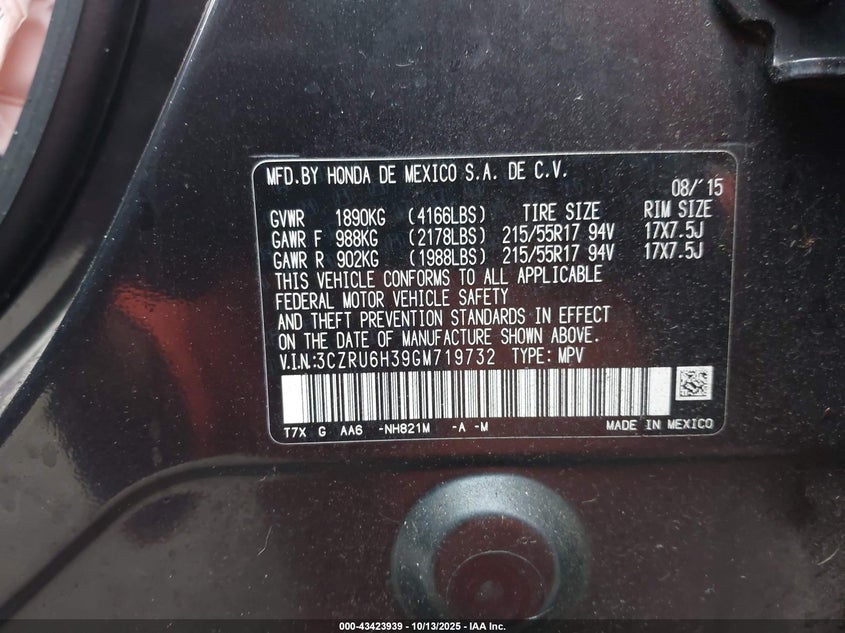 MFD.BY HONDA DE MEXICO S.A. DE C.V.
08/'15
GVWR 1890KG (4166LBS) TIRE SIZE RIM SIZE
GAWR F 988KG (2178LBS) 215/55R17 94V 17X7.5J
GAWR R 902KG (1988LBS) 215/55R17 94V 17X7.5J
THIS VEHICLE CONFORMS TO ALL APPLICABLE
FEDERAL MOTOR VEHICLE SAFETY
AND THEFT PREVENTION STANDARDS IN EFFECT
ON THE DATE OF MANUFACTURE SHOWN ABOVE.
V.I.N.:3CZRU6H39GM719732 TYPE: MPV
T7X G AA6 -NH821M -A -M MADE IN MEXICO
000-43423939 - 10/13/2025 - IAA Inc.